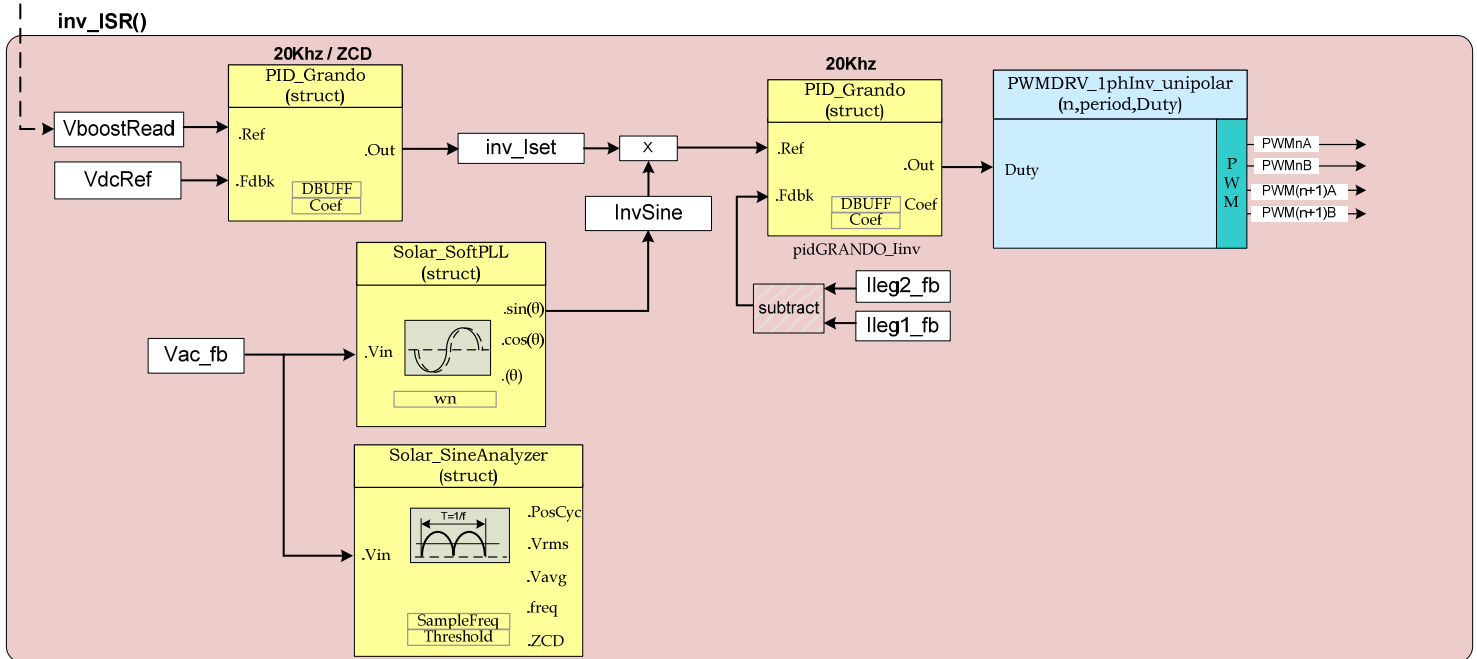 inv_ISR()
20Khz / ZCD
PID_Grando
(struct)
.Ref
.Out
.Fdbk
DBUFF
Coef
VboostRead
VdcRef
inv_Iset
X
InvSine
20Khz
PID_Grando
(struct)
.Ref
.Out
.Fdbk
DBUFF
Coef
Coef
pidGRANDO_Iinv
PWMDRV_1phInv_unipolar
(n,period,Duty)
Duty
P
W
M
PWMnA
PWMnB
PWM(n+1)A
PWM(n+1)B
subtract
Ileg2_fb
Ileg1_fb
Vac_fb
Solar_SoftPLL
(struct)
.sin(θ)
.cos(θ)
.Vin
.(θ)
wn
Solar_SineAnalyzer
(struct)
T=1/f
.PosCyc
.Vrms
.Vin
.Vavg
.freq
SampleFreq
Threshold
.ZCD